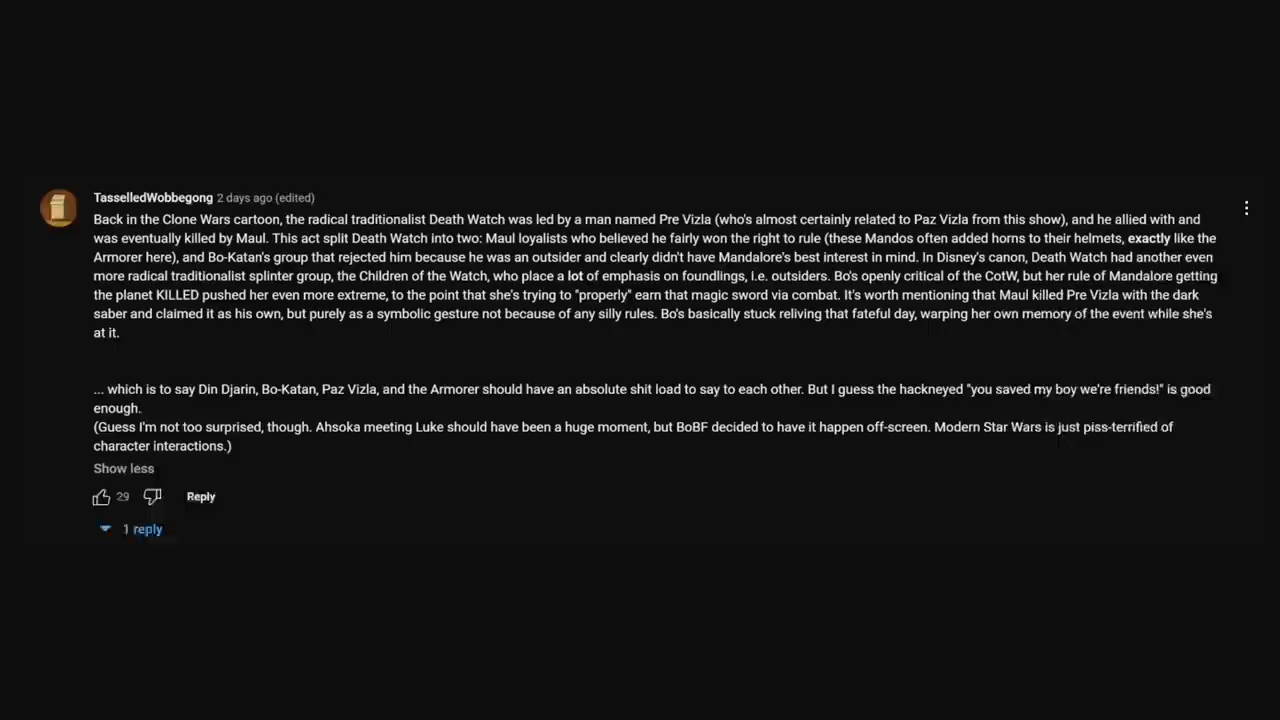 TasselledWobbegong 2 days ago (edited)
Back in the Clone Wars cartoon, the radical traditionalist Death Watch was led by a man named Pre Vizla (who's almost certainly related to Paz Vizla from this show), and he allied with and
was eventually killed by Maul. This act split Death Watch into two: Maul loyalists who believed he fairly won the right to rule (these Mandos often added horns to their helmets, exactly like the
Armorer here), and Bo-Katan's group that rejected him because he was an outsider and clearly didn't have Mandalore's best interest in mind. In Disney's canon, Death Watch had another even
more radical traditionalist splinter group, the Children of the Watch, who place a lot of emphasis on foundlings, i.e. outsiders. Bo's openly critical of the CotW, but her rule of Mandalore getting
the planet KILLED pushed her even more extreme, to the point that she's trying to "properly" earn that magic sword via combat. It's worth mentioning that Maul killed Pre Vizla with the dark
saber and claimed it as his own, but purely as a symbolic gesture not because of any silly rules. Bo's basically stuck reliving that fateful day, warping her own memory of the event while she's
at it.
... which is to say Din Djarin, Bo-Katan, Paz Vizla, and the Armorer should have an absolute shit load to say to each other. But I guess the hackneyed "you saved my boy we're friends!" is good
enough.
(Guess I'm not too surprised, though. Ahsoka meeting Luke should have been a huge moment, but BoBF decided to have it happen off-screen. Modern Star Wars is just piss-terrified of
character interactions.)
Show less
29 Reply
1 reply